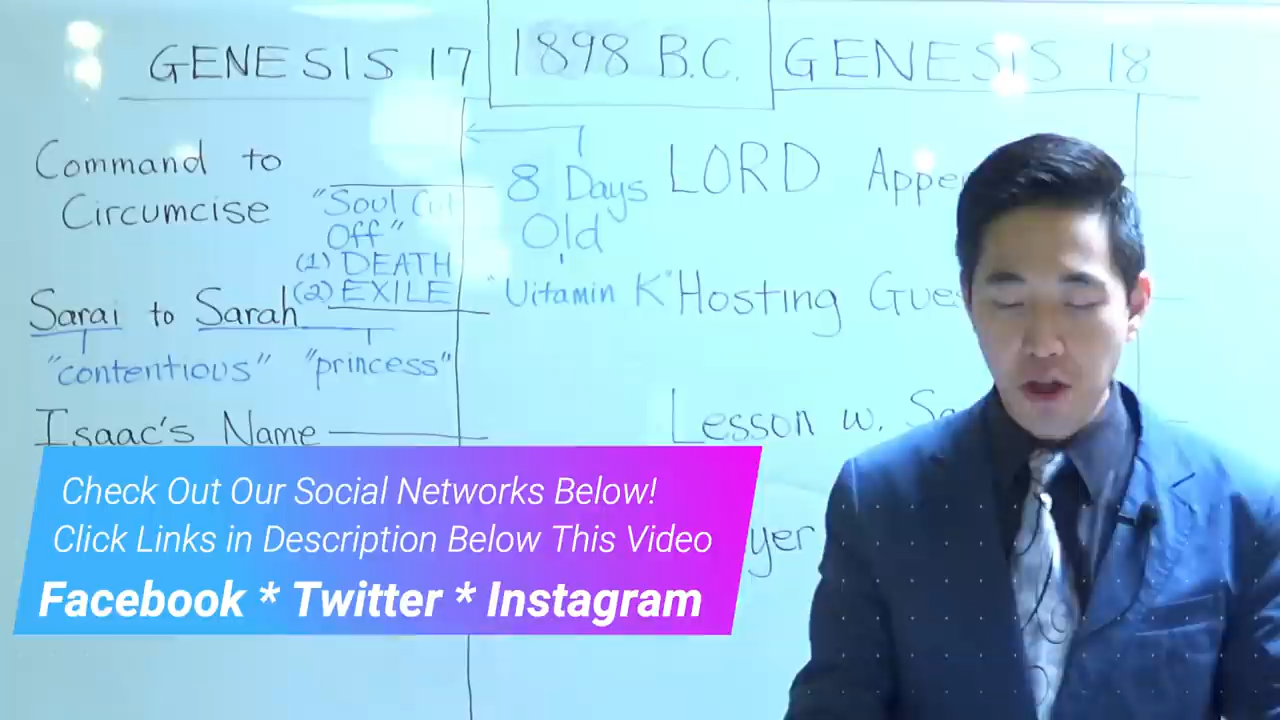 GENESIS 17
1898 B.C.
GENESIS 18
Command to
Circumcise
"Soul Cut
Off"
(1) DEATH
(2) EXILE
8 Days
Old
"Vitamin K"
Sarai to Sarah
"contentious" "princess"
Isaac's Name
LORD
Hosting
Lesson w.
Check Out Our Social Networks Below!
Click Links in Description Below This Video
Facebook * Twitter * Instagram